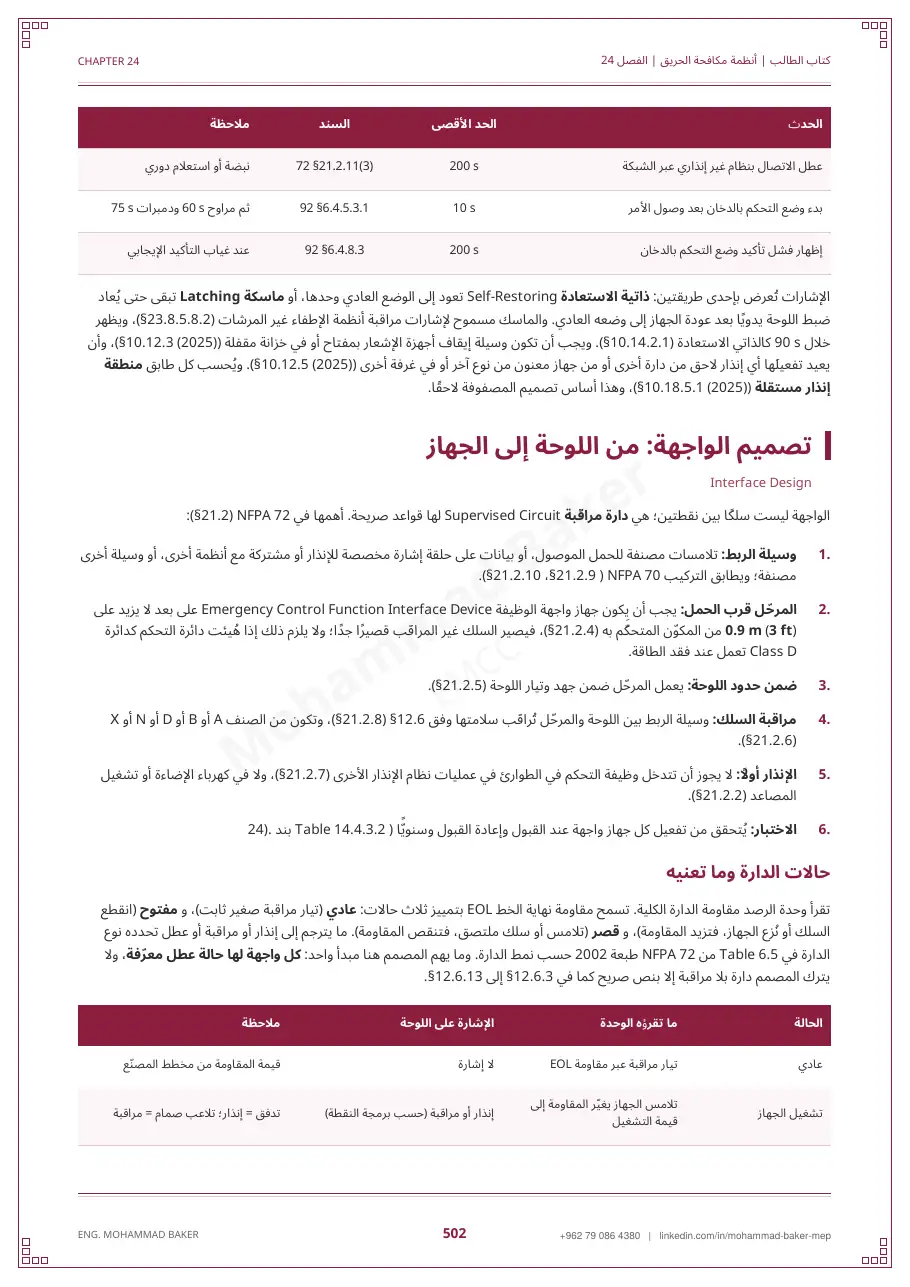 كتاب الطالب | أنظمة مكافحة الحريق | الفصل 24
CHAPTER 24
الحدث | الحد الأقصى | السند | ملاحظة
عطل الاتصال بنظام غير إنذاري عبر الشبكة | 200 s | 72 §21.2.11(3) | نبضة أو استعلام دوري
بدء وضع التحكم بالدخان بعد وصول الأمر | 10 s | 92 §6.4.5.3.1 | ثم مراوح 60 s ودمبرات 75 s
إظهار فشل تأكيد وضع التحكم بالدخان | 200 s | 92 §6.4.8.3 | عند غياب التأكيد الإيجابي
الإشارات تُعرض بإحدى طريقتين: ذاتية الاستعادة Self-Restoring تعود إلى الوضع العادي وحدها، أو ماسكة Latching تبقى حتى يُعاد
ضبط اللوحة يدويًا بعد عودة الجهاز إلى وضعه العادي. والماسك مسموح لإشارات مراقبة أنظمة الإطفاء غير المرشات (§23.8.5.8.2)، ويظهر
خلال 90 s كالذاتي الاستعادة (§10.14.2.1). ويجب أن تكون وسيلة إيقاف أجهزة الإشعار بمفتاح أو في خزانة مقفلة (§10.12.3 (2025))، وأن
يعيد تفعيلَها أي إنذار لاحق من دارة أخرى أو من جهاز معنون من نوع آخر أو في غرفة أخرى (§10.12.5 (2025)). ويُحسب كل طابق منطقة
إنذار مستقلة (§10.18.5.1 (2025))، وهذا أساس تصميم المصفوفة لاحقًا.
تصميم الواجهة: من اللوحة إلى الجهاز
Interface Design
الواجهة ليست سلكًا بين نقطتين؛ هي دارة مراقبة Supervised Circuit لها قواعد صريحة. أهمها في NFPA 72 (§21.2):
1. وسيلة الربط: تلامسات مصنفة للحمل الموصول، أو بيانات على حلقة إشارة مخصصة للإنذار أو مشتركة مع أنظمة أخرى، أو وسيلة أخرى
مصنفة؛ ويطابق التركيب NFPA 70 ( §21.2.9، §21.2.10).
2. المرحّل قرب الحمل: يجب أن يكون جهاز واجهة الوظيفة Emergency Control Function Interface Device على بعد لا يزيد على
0.9 m (3 ft) من المكوّن المتحكَّم به (§21.2.4)، فيصير السلك غير المراقب قصيرًا جدًا؛ ولا يلزم ذلك إذا هُيئت دائرة التحكم كدائرة
Class D تعمل عند فقد الطاقة.
3. ضمن حدود اللوحة: يعمل المرحّل ضمن جهد وتيار اللوحة (§21.2.5).
4. مراقبة السلك: وسيلة الربط بين اللوحة والمرحّل تُراقَب سلامتها وفق §12.6 (§21.2.8)، وتكون من الصنف A أو B أو D أو N أو X
(§21.2.6).
5. الإنذار أولًا: لا يجوز أن تتدخل وظيفة التحكم في الطوارئ في عمليات نظام الإنذار الأخرى (§21.2.7)، ولا في كهرباء الإضاءة أو تشغيل
المصاعد (§21.2.2).
6. الاختبار: يُتحقق من تفعيل كل جهاز واجهة عند القبول وإعادة القبول وسنويًّا ( Table 14.4.3.2 بند .(24
حالات الدارة وما تعنيه
تقرأ وحدة الرصد مقاومة الدارة الكلية. تسمح مقاومة نهاية الخط EOL بتمييز ثلاث حالات: عادي (تيار مراقبة صغير ثابت)، و مفتوح (انقطع
السلك أو نُزع الجهاز، فتزيد المقاومة)، و قصر (تلامس أو سلك ملتصق، فتنقص المقاومة). ما يترجم إلى إنذار أو مراقبة أو عطل تحدده نوع
الدارة في Table 6.5 من NFPA 72 طبعة 2002 حسب نمط الدارة. وما يهم المصمم هنا مبدأ واحد: كل واجهة لها حالة عطل معرّفة، ولا
يترك المصمم دارة بلا مراقبة إلا بنص صريح كما في §12.6.3 إلى §12.6.13.
الحالة | ما تقرؤه الوحدة | الإشارة على اللوحة | ملاحظة
عادي | تيار مراقبة عبر مقاومة EOL | لا إشارة | قيمة المقاومة من مخطط المصنّع
تشغيل الجهاز | تلامس الجهاز يغيّر المقاومة إلى
قيمة التشغيل | إنذار أو مراقبة (حسب برمجة النقطة) | تدفق = إنذار؛ تلاعب صمام = مراقبة
Mohammad Baker
SMCC
ENG. MOHAMMAD BAKER
502
+962 79 086 4380 | linkedin.com/in/mohammad-baker-mep